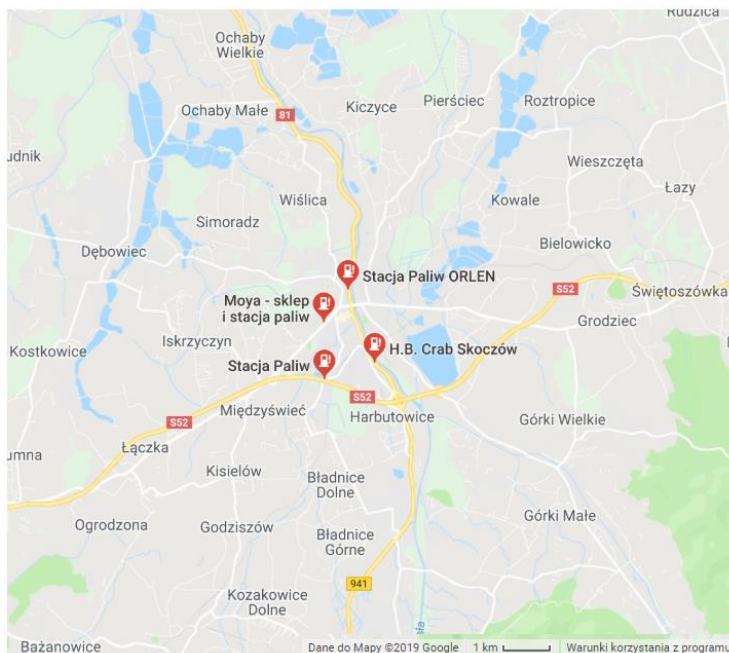 Rudzica
Ochaby
Wielkie
Pierściec
Roztropice
Kiczyce
Ochaby Małe
81
udnik
Wieszczęta
Łazy
Wiślica
Kowale
Simoradz
Bielowicko
Dębowiec
Stacja Paliw ORLEN
S52
Świętoszówka
Moya - sklep
i stacja paliw
Grodziec
Iskrzyczyn
H.B. Crab Skoczów
Kostkowice
Stacja Paliw
S52
Międzyświeć
S52
Harbutowice
Górki Wielkie
Łączka
umna
Kisielów
Bładnice
Dolne
Ogrodzona
Godziszów
Górki Małe
Bładnice
Górne
941
Kozakowice
Dolne
Bażanowice
Dane do Mapy ©2019 Google
1 km
Warunki korzystania z programu